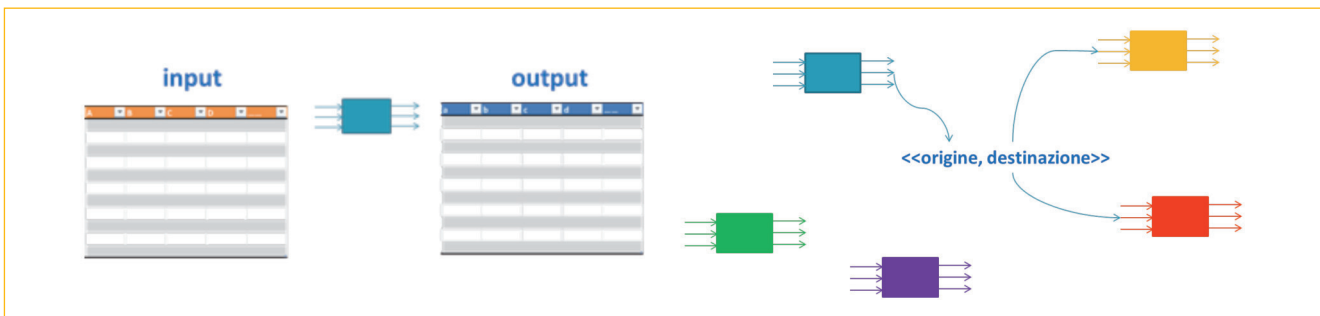 input
output
A B C D ......
a b c d ......
<<origine, destinazione>>